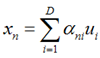 $x_n = \sum_{i=1}^{D} \alpha_{ni} u_i$